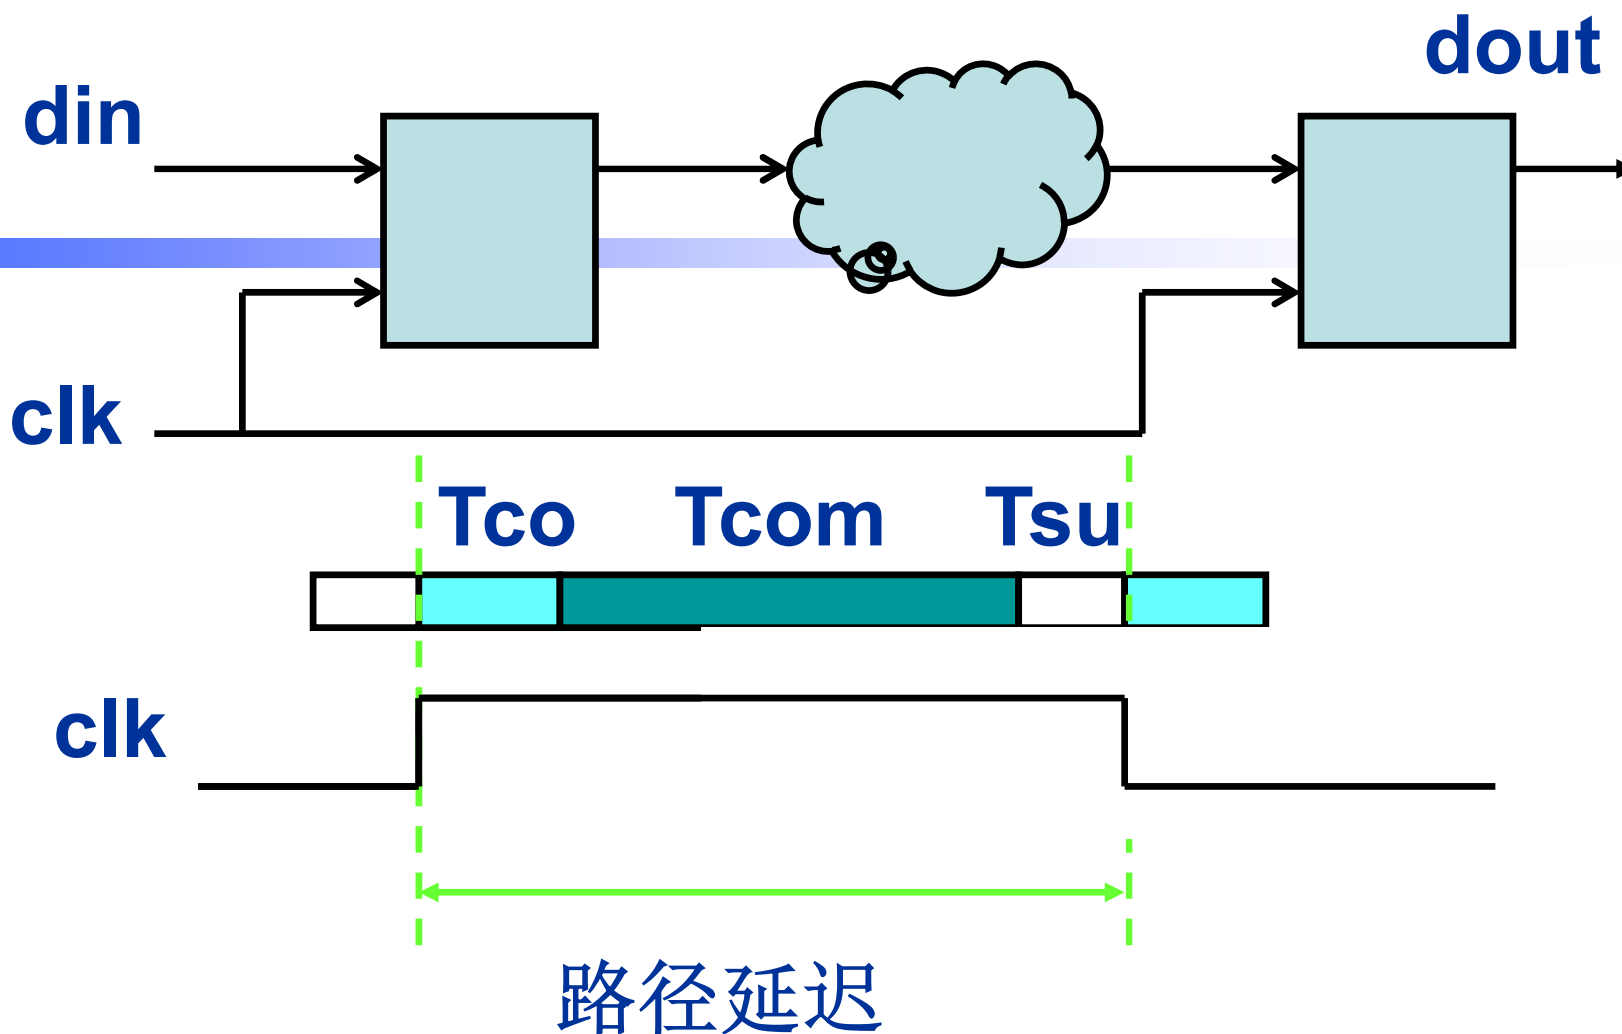 dout
din
clk
Tco Tcom Tsu
clk
路径延迟